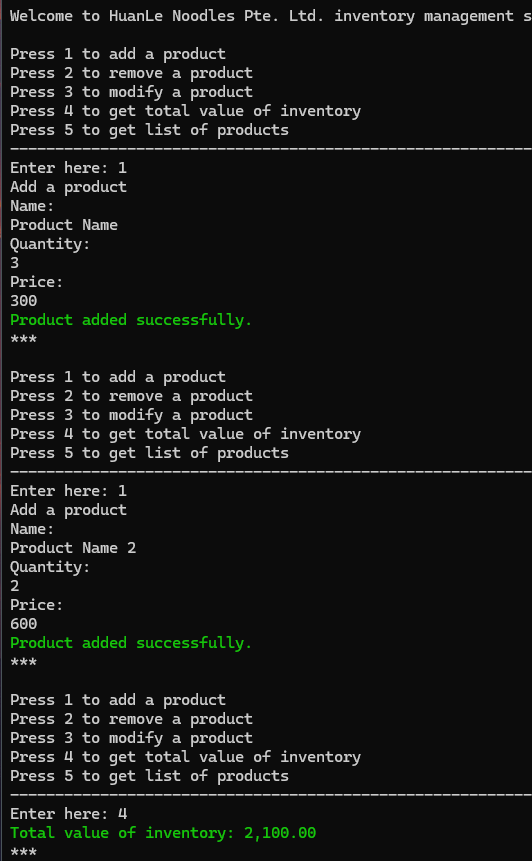 Welcome to HuanLe Noodles Pte. Ltd. inventory management s
Press 1 to add a product
Press 2 to remove a product
Press 3 to modify a product
Press 4 to get total value of inventory
Press 5 to get list of products
----------------------------------------------------------
Enter here: 1
Add a product
Name:
Product Name
Quantity:
3
Price:
300
Product added successfully.
***
Press 1 to add a product
Press 2 to remove a product
Press 3 to modify a product
Press 4 to get total value of inventory
Press 5 to get list of products
----------------------------------------------------------
Enter here: 1
Add a product
Name:
Product Name 2
Quantity:
2
Price:
600
Product added successfully.
***
Press 1 to add a product
Press 2 to remove a product
Press 3 to modify a product
Press 4 to get total value of inventory
Press 5 to get list of products
----------------------------------------------------------
Enter here: 4
Total value of inventory: 2,100.00
***